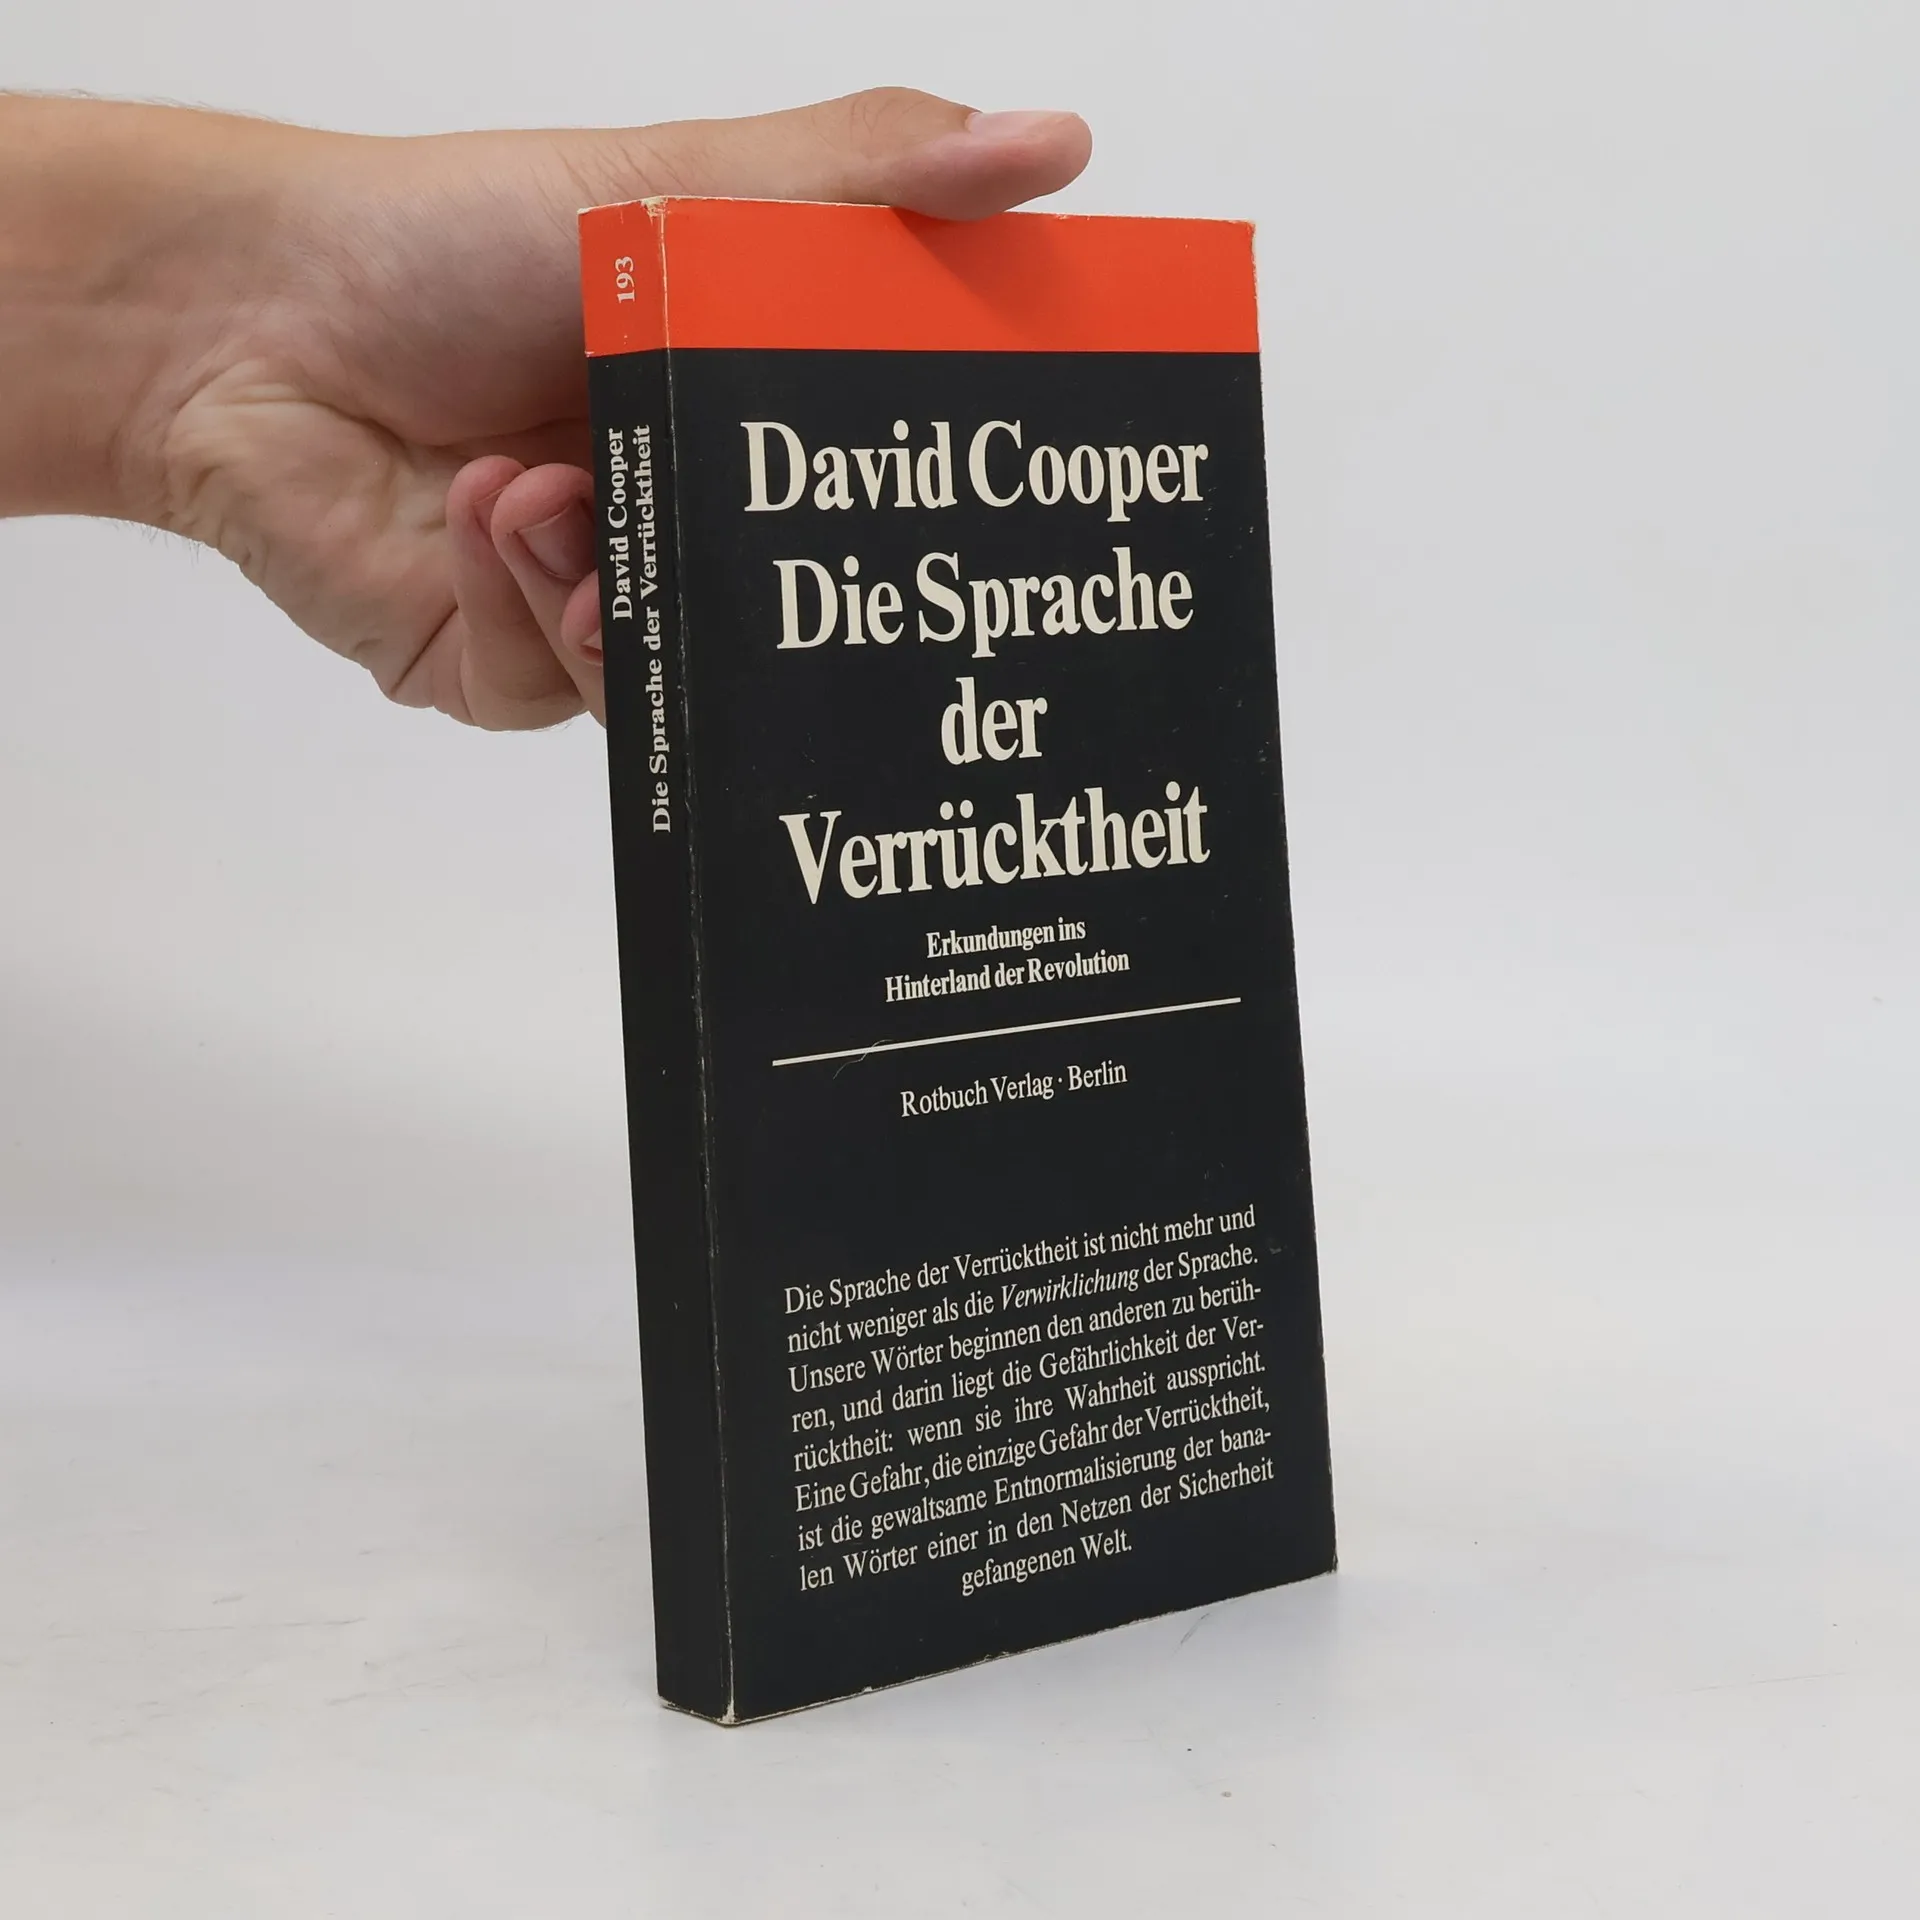 193
David Cooper
Die Sprache der Verrücktheit
David Cooper
Die Sprache
der
Verrücktheit
Erkundungen ins
Hinterland der Revolution
Rotbuch Verlag · Berlin
Die Sprache der Verrücktheit ist nicht mehr und
nicht weniger als die Verwirklichung der Sprache.
Unsere Wörter beginnen den anderen zu berüh-
ren, und darin liegt die Gefährlichkeit der Ver-
rücktheit: wenn sie ihre Wahrheit ausspricht.
Eine Gefahr, die einzige Gefahr der Verrücktheit,
ist die gewaltsame Entnormalisierung der bana-
len Wörter einer in den Netzen der Sicherheit
gefangenen Welt.